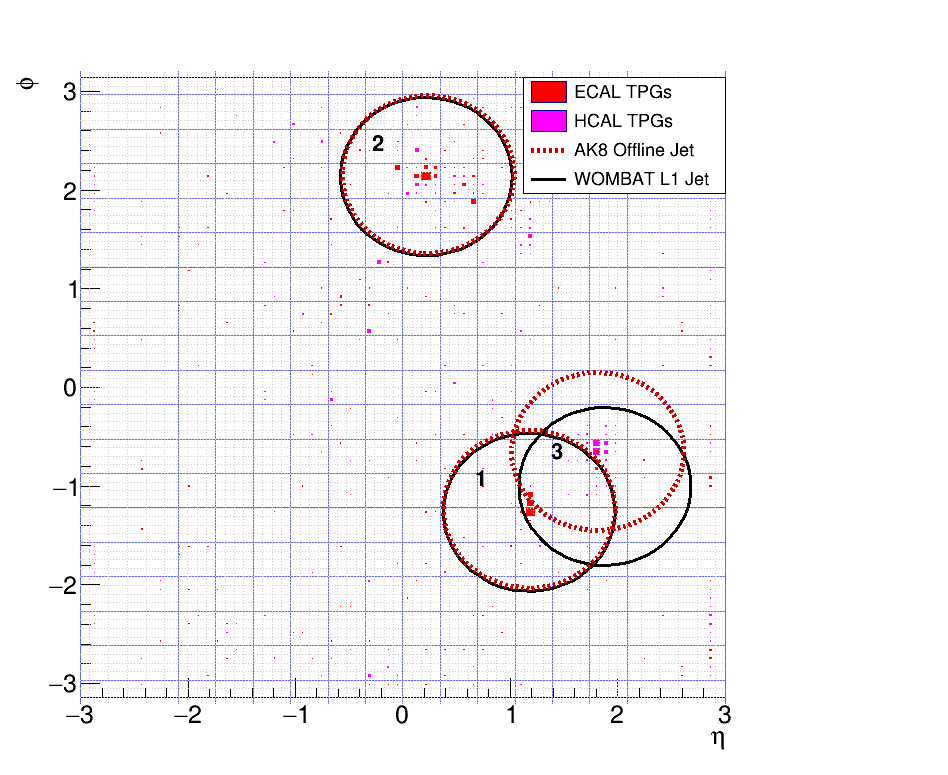 ϕ
3
2
1
0
−1
−2
−3
ECAL TPGs
HCAL TPGs
AK8 Offline Jet
WOMBAT L1 Jet
2
3
1
−3 −2 −1 0 1 2 3
η